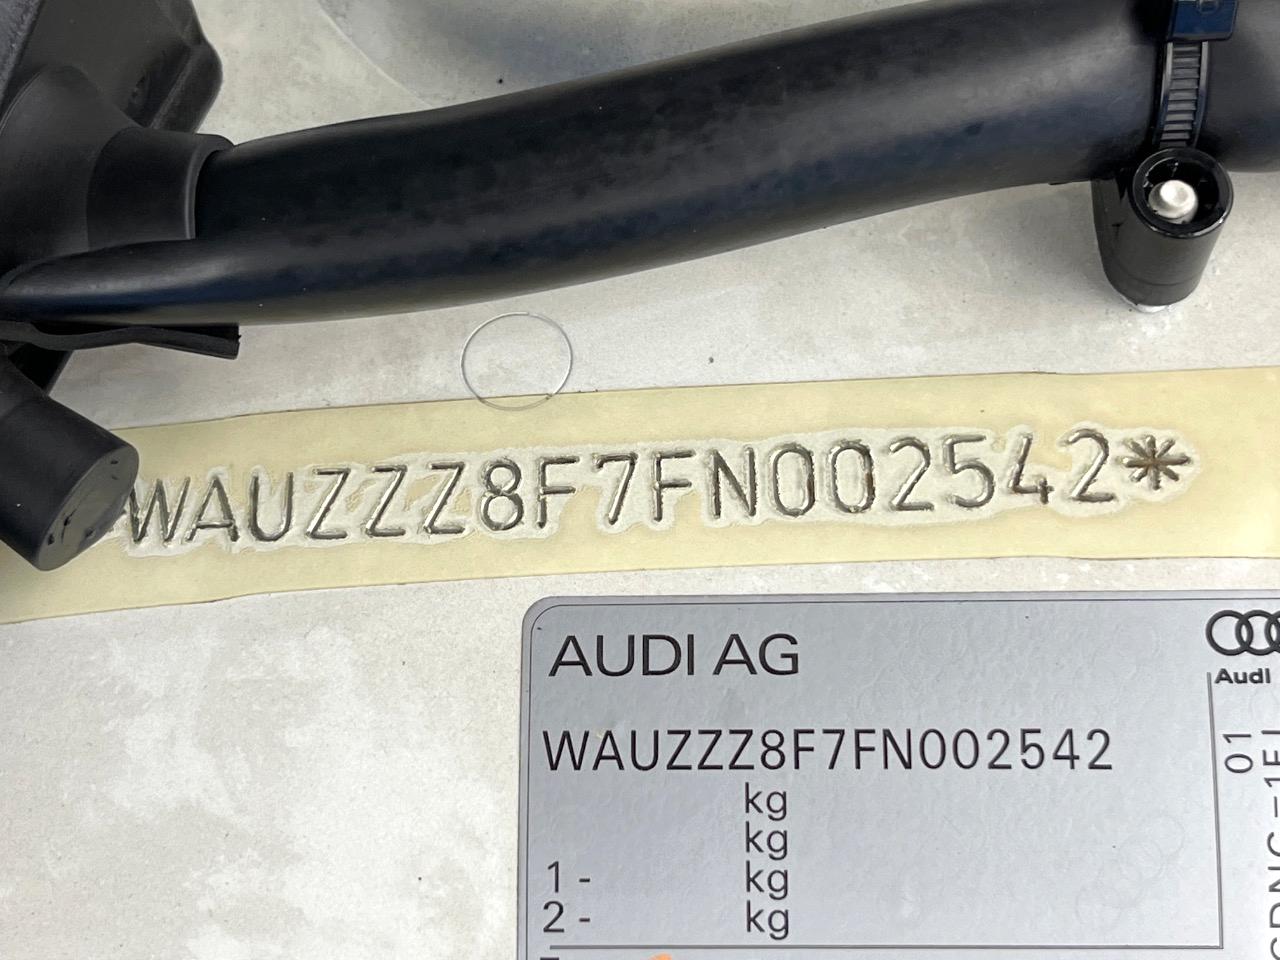 WAUZZZ8F7FN002542*
AUDI AG
Audi
WAUZZZ8F7FN002542
kg
kg
1 - kg
2 - kg
01